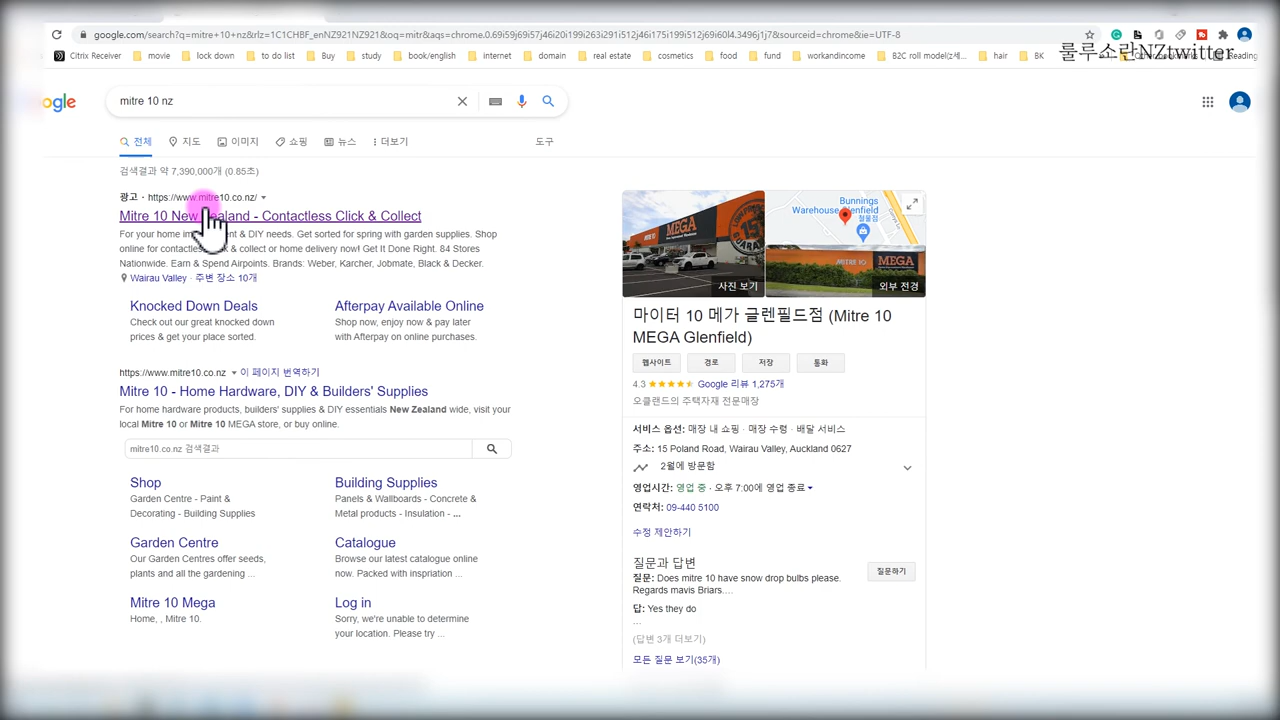 google.com/search?q=mitre+10+nz&rlz=1C1CHBF_enNZ921NZ921&oq=mitr&aqs=chrome.0.69i59j69i57j46i20i199i263i291i512j46i175i199i512j69i60l4.3496j1j7&sourceid=chrome&ie=UTF-8
Citrix Receiver movie lock down to do list Buy study book/english internet domain real estate cosmetics food fund workandincome B2C roll model(z세... hair BK
룰루소란NZtwitter
ogle
mitre 10 nz
전체 지도 이미지 쇼핑 뉴스 더보기 도구
검색결과 약 7,390,000개 (0.85초)
광고 · https://www.mitre10.co.nz/
Mitre 10 New Zealand - Contactless Click & Collect
For your home & DIY needs. Get sorted for spring with garden supplies. Shop
online for contactless & collect or home delivery now! Get It Done Right. 84 Stores
Nationwide. Earn & Spend Airpoints. Brands: Weber, Karcher, Jobmate, Black & Decker.
Wairau Valley · 주변 장소 10개
Knocked Down Deals
Check out our great knocked down
prices & get your place sorted.
Afterpay Available Online
Shop now, enjoy now & pay later
with Afterpay on online purchases.
https://www.mitre10.co.nz 이 페이지 번역하기
Mitre 10 - Home Hardware, DIY & Builders' Supplies
For home hardware products, builders' supplies & DIY essentials New Zealand wide, visit your
local Mitre 10 or Mitre 10 MEGA store, or buy online.
mitre10.co.nz 검색결과
Shop
Garden Centre - Paint &
Decorating - Building Supplies
Building Supplies
Panels & Wallboards - Concrete &
Metal products - Insulation - ...
Garden Centre
Our Garden Centres offer seeds,
plants and all the gardening ...
Catalogue
Browse our latest catalogue online
now. Packed with inspriation ...
Mitre 10 Mega
Home, , Mitre 10.
Log in
Sorry, we're unable to determine
your location. Please try ...
MITRE 10 MEGA
사진 보기
Bunnings
Warehouse Glenfield
철물점
MITRE 10 MEGA
외부 전경
마이터 10 메가 글렌필드점 (Mitre 10
MEGA Glenfield)
웹사이트 경로 저장 통화
4.3 Google 리뷰 1,275개
오클랜드의 주택자재 전문매장
서비스 옵션: 매장 내 쇼핑 · 매장 수령 · 배달 서비스
주소: 15 Poland Road, Wairau Valley, Auckland 0627
2월에 방문함
영업시간: 영업 중 · 오후 7:00에 영업 종료
연락처: 09-440 5100
수정 제안하기
질문과 답변
질문하기
질문: Does mitre 10 have snow drop bulbs please.
Regards mavis Briars....
답: Yes they do
...
(답변 3개 더보기)
모든 질문 보기(35개)